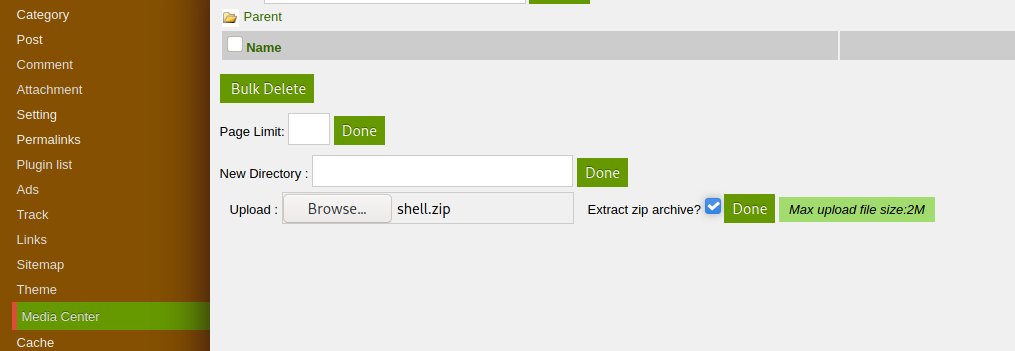 Category
Post
Comment
Attachment
Setting
Permalinks
Plugin list
Ads
Track
Links
Sitemap
Theme
Media Center
Cache
Parent
Name
Bulk Delete
Page Limit: Done
New Directory : Done
Upload : Browse... shell.zip Extract zip archive? Done Max upload file size:2M